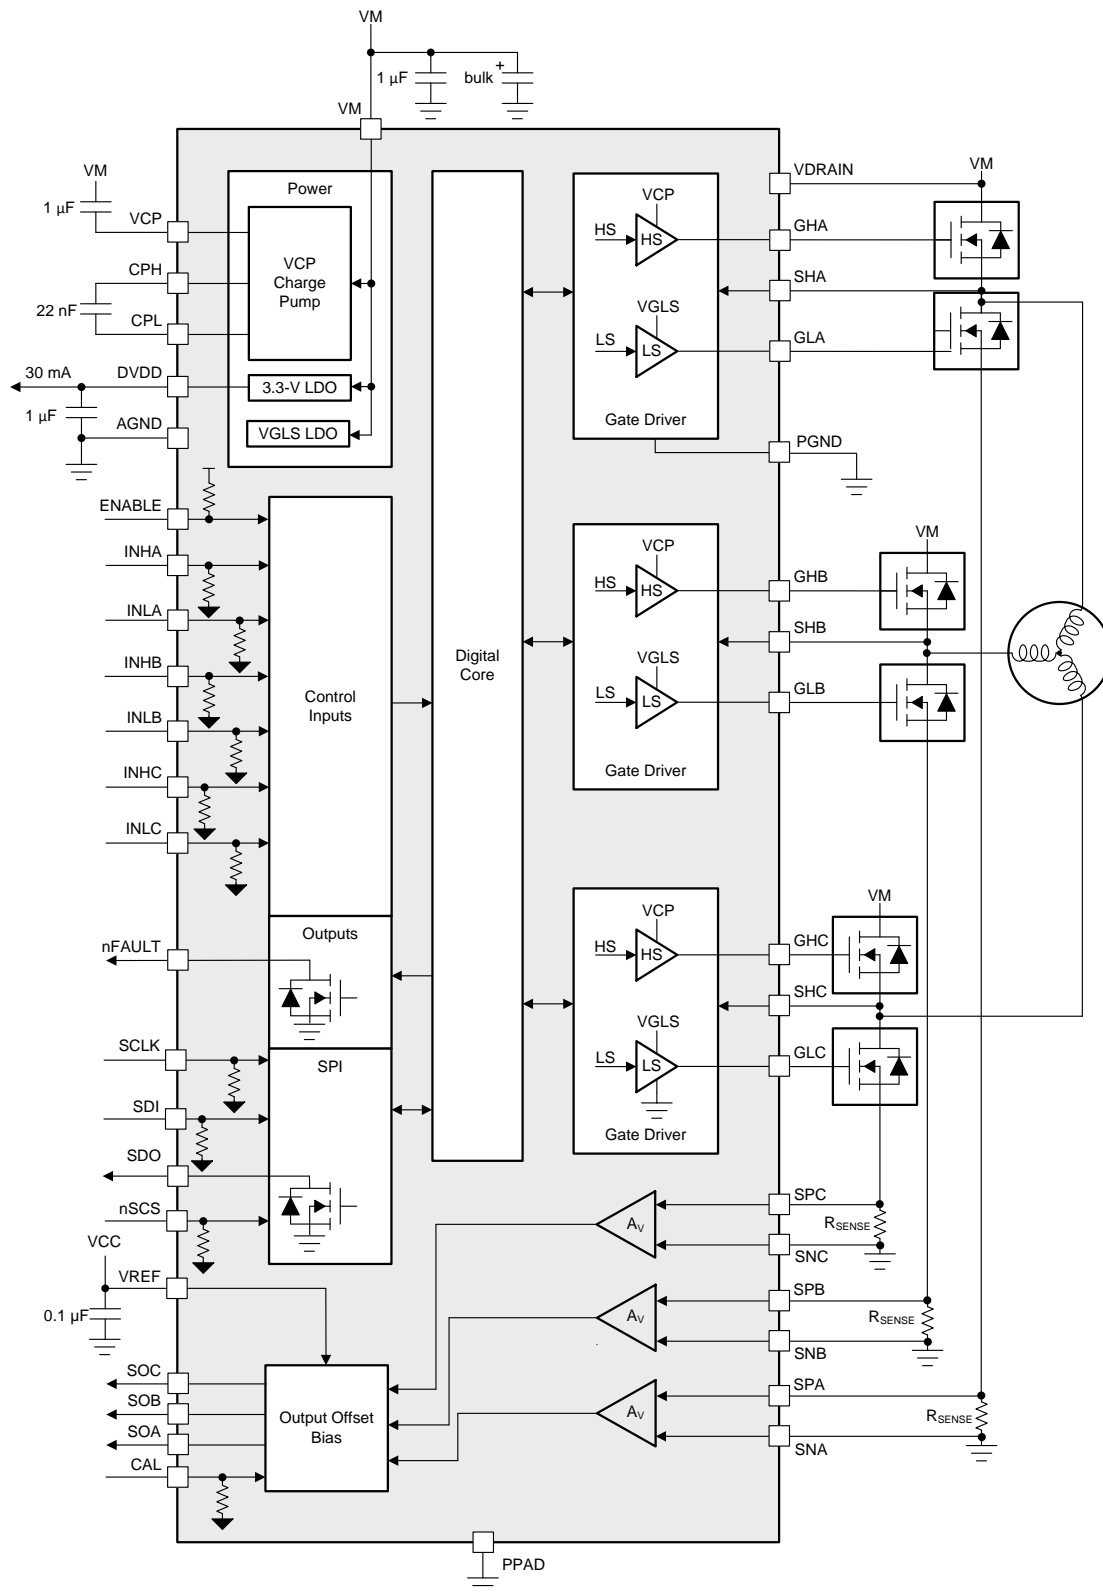 VM
1 µF
bulk
+
VM
VM
1 µF
VCP
CPH
22 nF
CPL
30 mA
DVDD
1 µF
AGND
Power
VCP
Charge
Pump
3.3-V LDO
VGLS LDO
ENABLE
INHA
INLA
INHB
INLB
INHC
INLC
Control
Inputs
nFAULT
Outputs
SCLK
SDI
SDO
nSCS
SPI
VCC
VREF
0.1 µF
SOC
SOB
SOA
CAL
Output Offset
Bias
Digital
Core
VCP
HS
HS
VGLS
LS
LS
Gate Driver
VDRAIN
VM
GHA
SHA
GLA
PGND
VCP
HS
HS
VGLS
LS
LS
Gate Driver
VM
GHB
SHB
GLB
VCP
HS
HS
VGLS
LS
LS
Gate Driver
VM
GHC
SHC
GLC
AV
SPC
RSENSE
SNC
AV
SPB
RSENSE
SNB
AV
SPA
RSENSE
SNA
PPAD